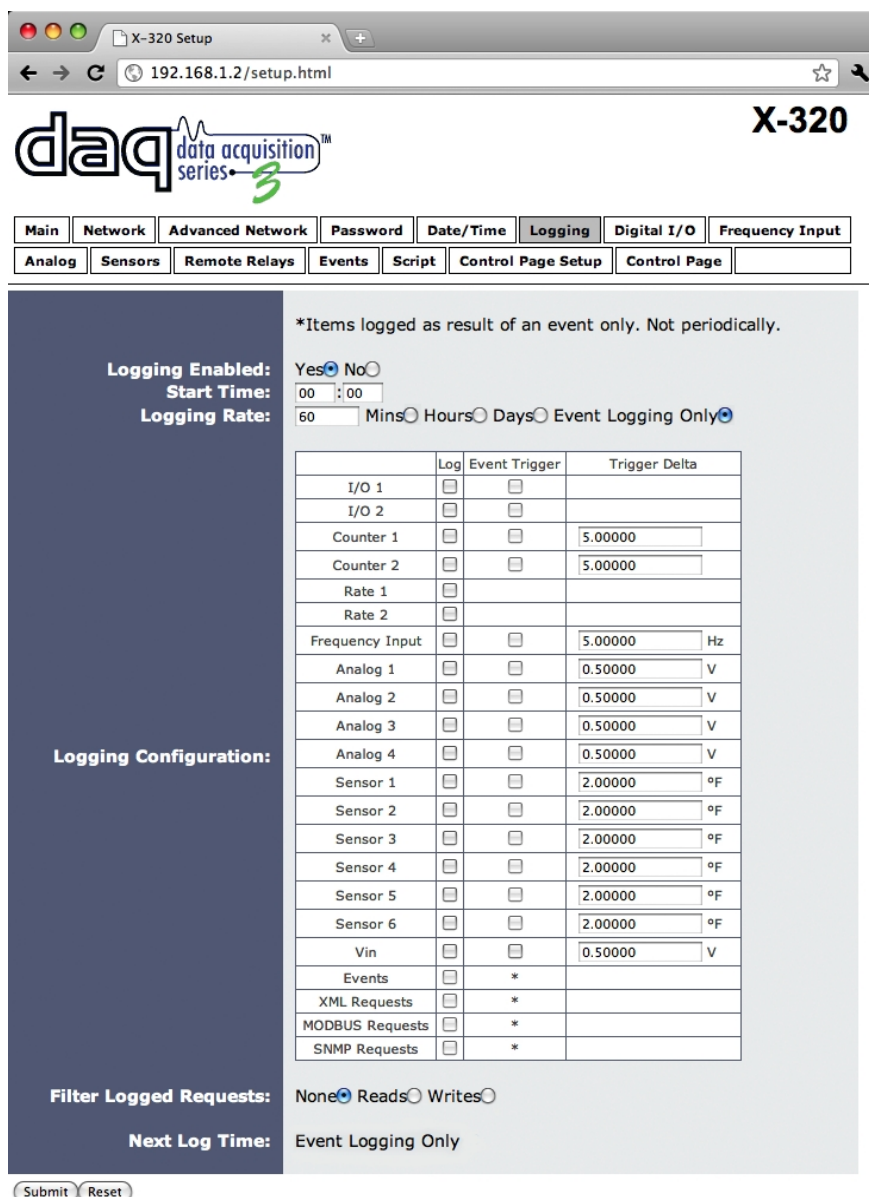 X-320 Setup
192.168.1.2/setup.html
daq data acquisition series 3 ™
X-320
Main Network Advanced Network Password Date/Time Logging Digital I/O Frequency Input
Analog Sensors Remote Relays Events Script Control Page Setup Control Page
*Items logged as result of an event only. Not periodically.
Logging Enabled: Yes No
Start Time: 00 : 00
Logging Rate: 60 Mins Hours Days Event Logging Only
Logging Configuration:
Log Event Trigger Trigger Delta
I/O 1
I/O 2
Counter 1 5.00000
Counter 2 5.00000
Rate 1
Rate 2
Frequency Input 5.00000 Hz
Analog 1 0.50000 V
Analog 2 0.50000 V
Analog 3 0.50000 V
Analog 4 0.50000 V
Sensor 1 2.00000 ºF
Sensor 2 2.00000 ºF
Sensor 3 2.00000 ºF
Sensor 4 2.00000 ºF
Sensor 5 2.00000 ºF
Sensor 6 2.00000 ºF
Vin 0.50000 V
Events *
XML Requests *
MODBUS Requests *
SNMP Requests *
Filter Logged Requests: None Reads Writes
Next Log Time: Event Logging Only
Submit Reset